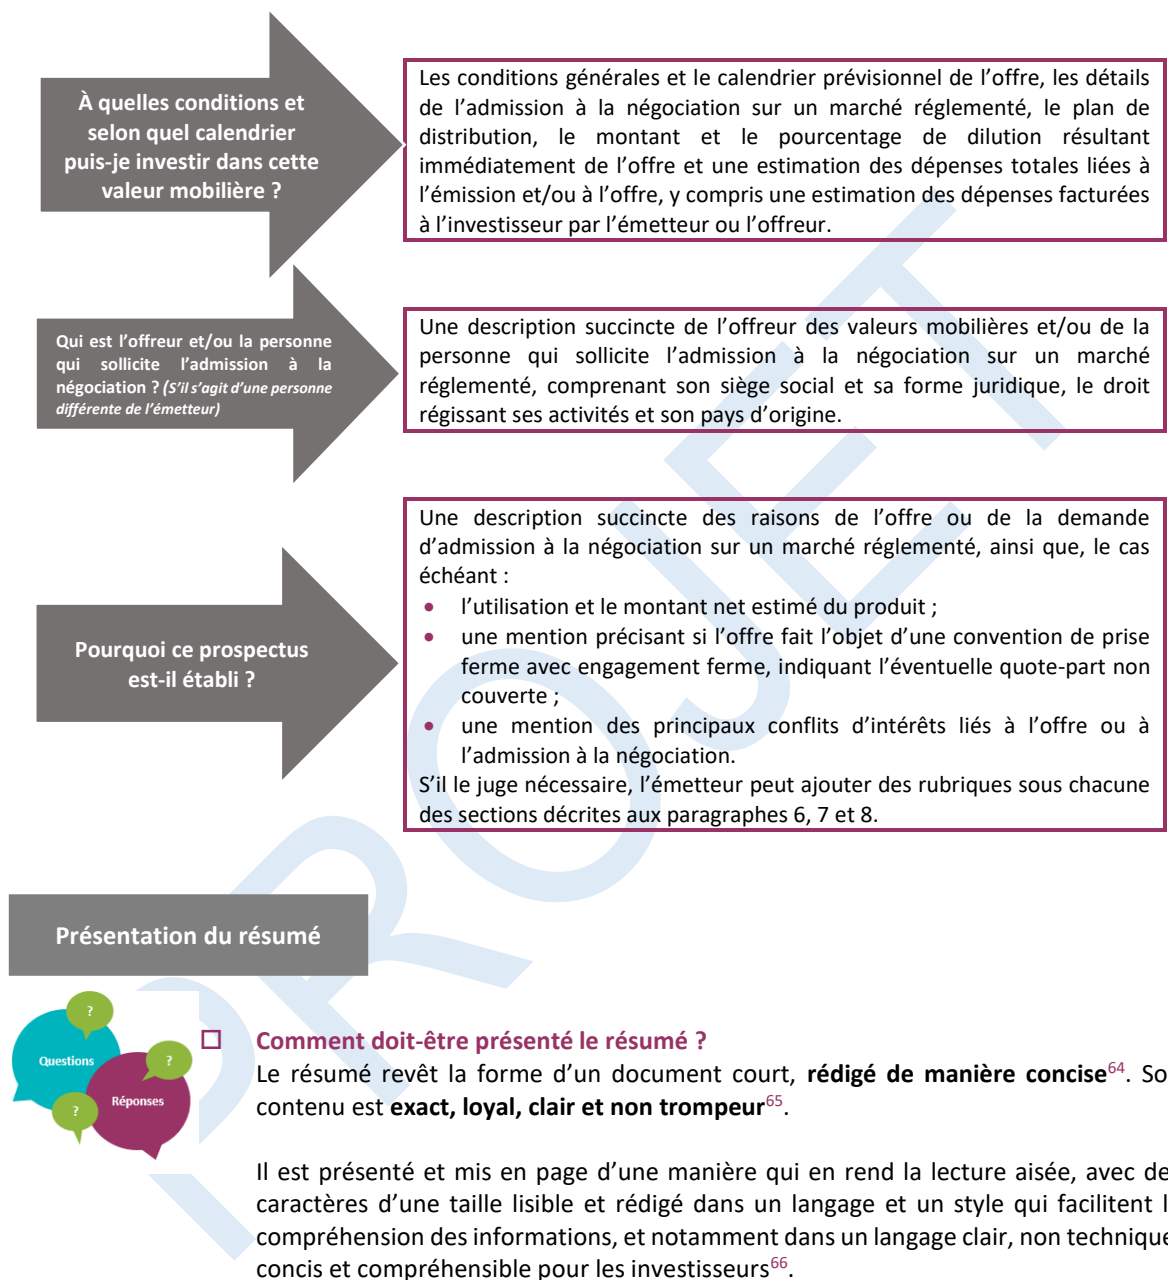 À quelles conditions et
selon quel calendrier
puis-je investir dans cette
valeur mobilière ?
Les conditions générales et le calendrier prévisionnel de l’offre, les détails
de l’admission à la négociation sur un marché réglementé, le plan de
distribution, le montant et le pourcentage de dilution résultant
immédiatement de l’offre et une estimation des dépenses totales liées à
l’émission et/ou à l’offre, y compris une estimation des dépenses facturées
à l’investisseur par l’émetteur ou l’offreur.
Qui est l’offreur et/ou la personne
qui sollicite l’admission à la
négociation ? (S’il s’agit d’une personne
différente de l’émetteur)
Une description succincte de l’offreur des valeurs mobilières et/ou de la
personne qui sollicite l’admission à la négociation sur un marché
réglementé, comprenant son siège social et sa forme juridique, le droit
régissant ses activités et son pays d’origine.
Pourquoi ce prospectus
est-il établi ?
Une description succincte des raisons de l’offre ou de la demande
d’admission à la négociation sur un marché réglementé, ainsi que, le cas
échéant :
• l’utilisation et le montant net estimé du produit ;
• une mention précisant si l’offre fait l’objet d’une convention de prise
ferme avec engagement ferme, indiquant l’éventuelle quote-part non
couverte ;
• une mention des principaux conflits d’intérêts liés à l’offre ou à
l’admission à la négociation.
S’il le juge nécessaire, l’émetteur peut ajouter des rubriques sous chacune
des sections décrites aux paragraphes 6, 7 et 8.
PROJET
Présentation du résumé
?
Questions
?
Réponses
?
☐ Comment doit-être présenté le résumé ?
Le résumé revêt la forme d’un document court, rédigé de manière concise64. So
contenu est exact, loyal, clair et non trompeur65.
Il est présenté et mis en page d’une manière qui en rend la lecture aisée, avec de
caractères d’une taille lisible et rédigé dans un langage et un style qui facilitent l
compréhension des informations, et notamment dans un langage clair, non technique
concis et compréhensible pour les investisseurs66.